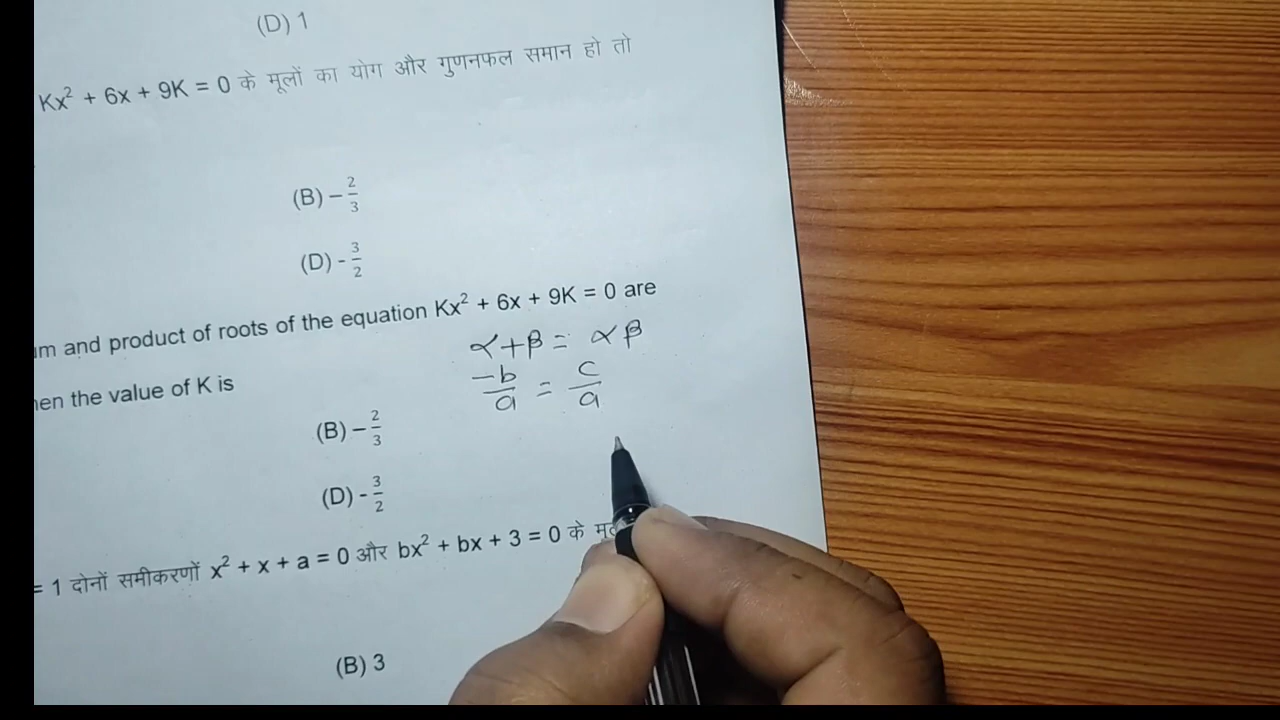 (D) 1
Kx² + 6x + 9K = 0 के मूलों का योग और गुणनफल समान हो तो
(B) – 2/3
(D) - 3/2
and product of roots of the equation Kx² + 6x + 9K = 0 are
the value of K is
α+β = αβ
-b/a = c/a
(B) – 2/3
(D) - 3/2
= 1 दोनों समीकरणों x² + x + a = 0 और bx² + bx + 3 = 0 के
(B) 3